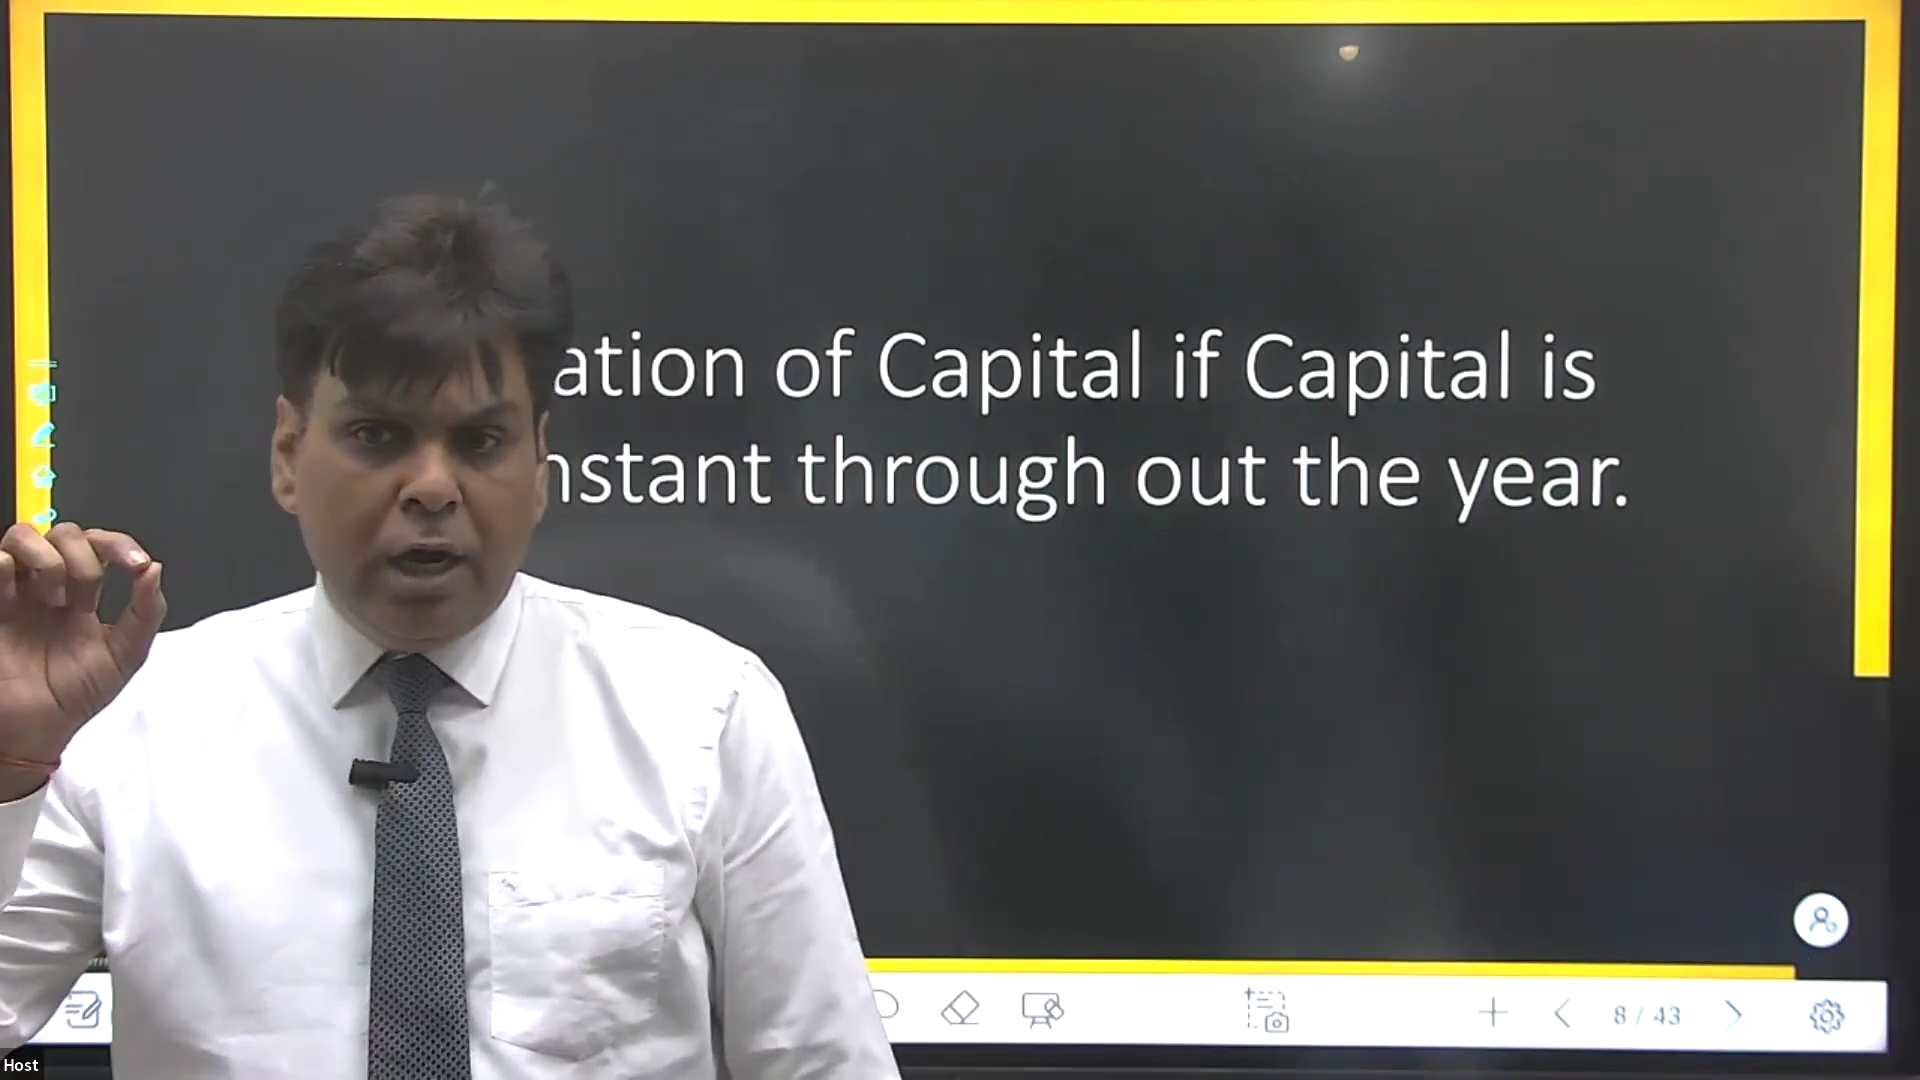 ation of Capital if Capital is
nstant through out the year.
8 / 43
Host